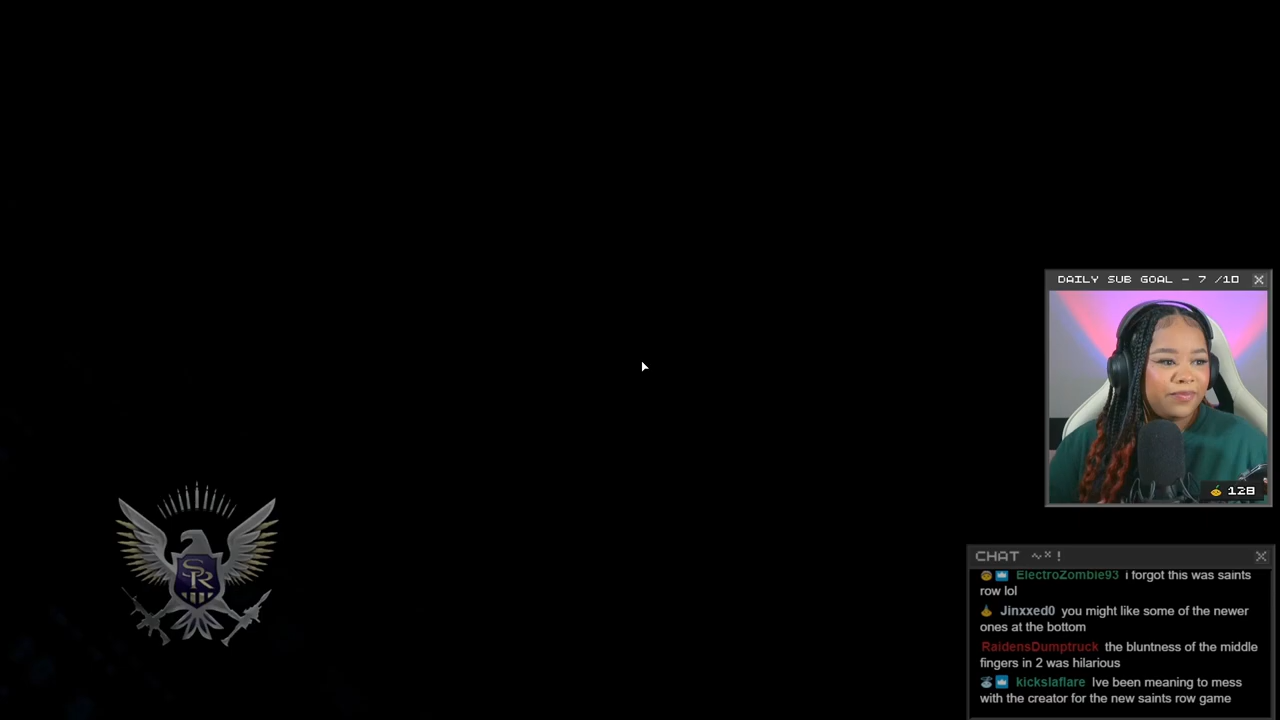 DAILY SUB GOAL - 7 /10
128
SR
CHAT ~× !
ElectroZombie93 i forgot this was saints
row lol
Jinxxed0 you might like some of the newer
ones at the bottom
RaidensDumptruck the bluntness of the middle
fingers in 2 was hilarious
kickslaflare Ive been meaning to mess
with the creator for the new saints row game